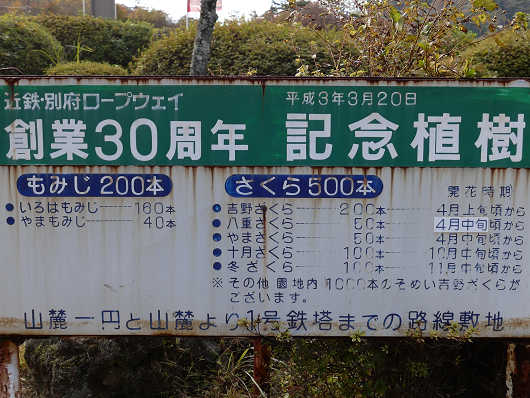 近鉄・別府ロープウェイ
平成3年3月20日
創業30周年 記念植樹
もみじ200本
●いろはもみじ 160本
●やまもみじ 40本
さくら500本 開花時期
●吉野ざくら 200本 4月上旬頃から
●八重ざくら 50本 4月中旬頃から
●やまざくら 50本 4月中旬頃から
●十月ざくら 100本 10月中旬頃から
●冬ざくら 100本 11月中旬頃から
※その他園地内1000本のそめい吉野ざくらが
ございます。
山麓一円と山麓より1号鉄塔までの路線敷地